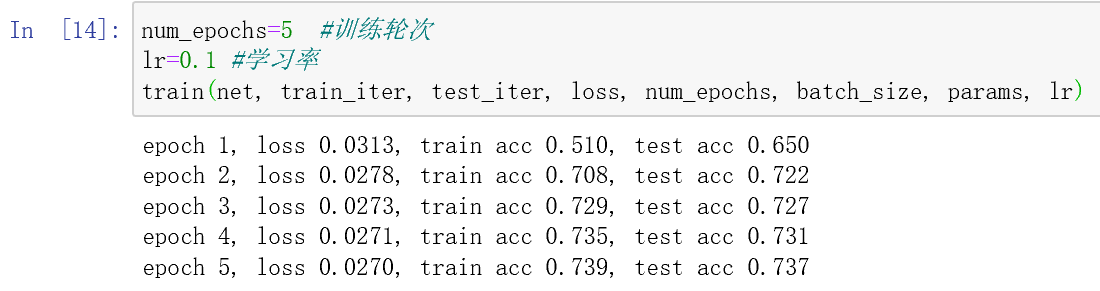 In [14]: num_epochs=5 #训练轮次
lr=0.1 #学习率
train(net, train_iter, test_iter, loss, num_epochs, batch_size, params, lr)
epoch 1, loss 0.0313, train acc 0.510, test acc 0.650
epoch 2, loss 0.0278, train acc 0.708, test acc 0.722
epoch 3, loss 0.0273, train acc 0.729, test acc 0.727
epoch 4, loss 0.0271, train acc 0.735, test acc 0.731
epoch 5, loss 0.0270, train acc 0.739, test acc 0.737